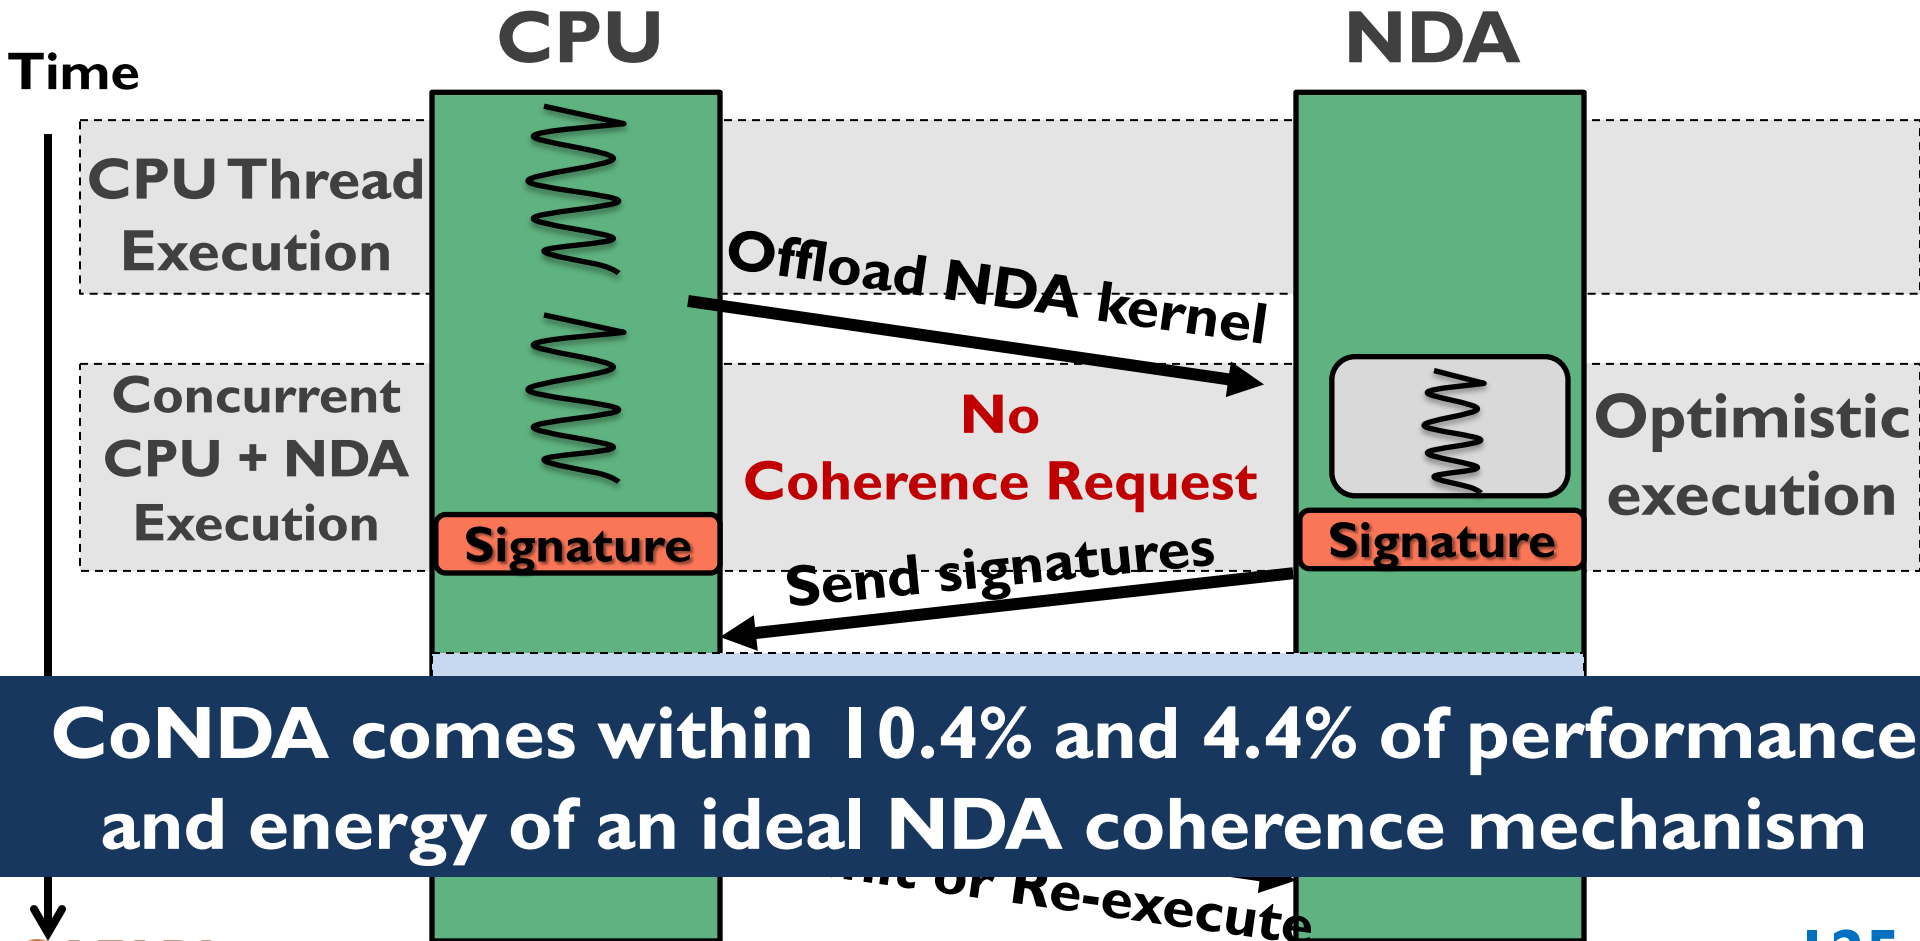 CPU
NDA
Time
CPU Thread
Execution
Offload NDA kernel
Concurrent
CPU + NDA
Execution
No
Coherence Request
Optimistic
execution
Signature
Signature
Send signatures
CoNDA comes within 10.4% and 4.4% of performance
and energy of an ideal NDA coherence mechanism
or Re-execute